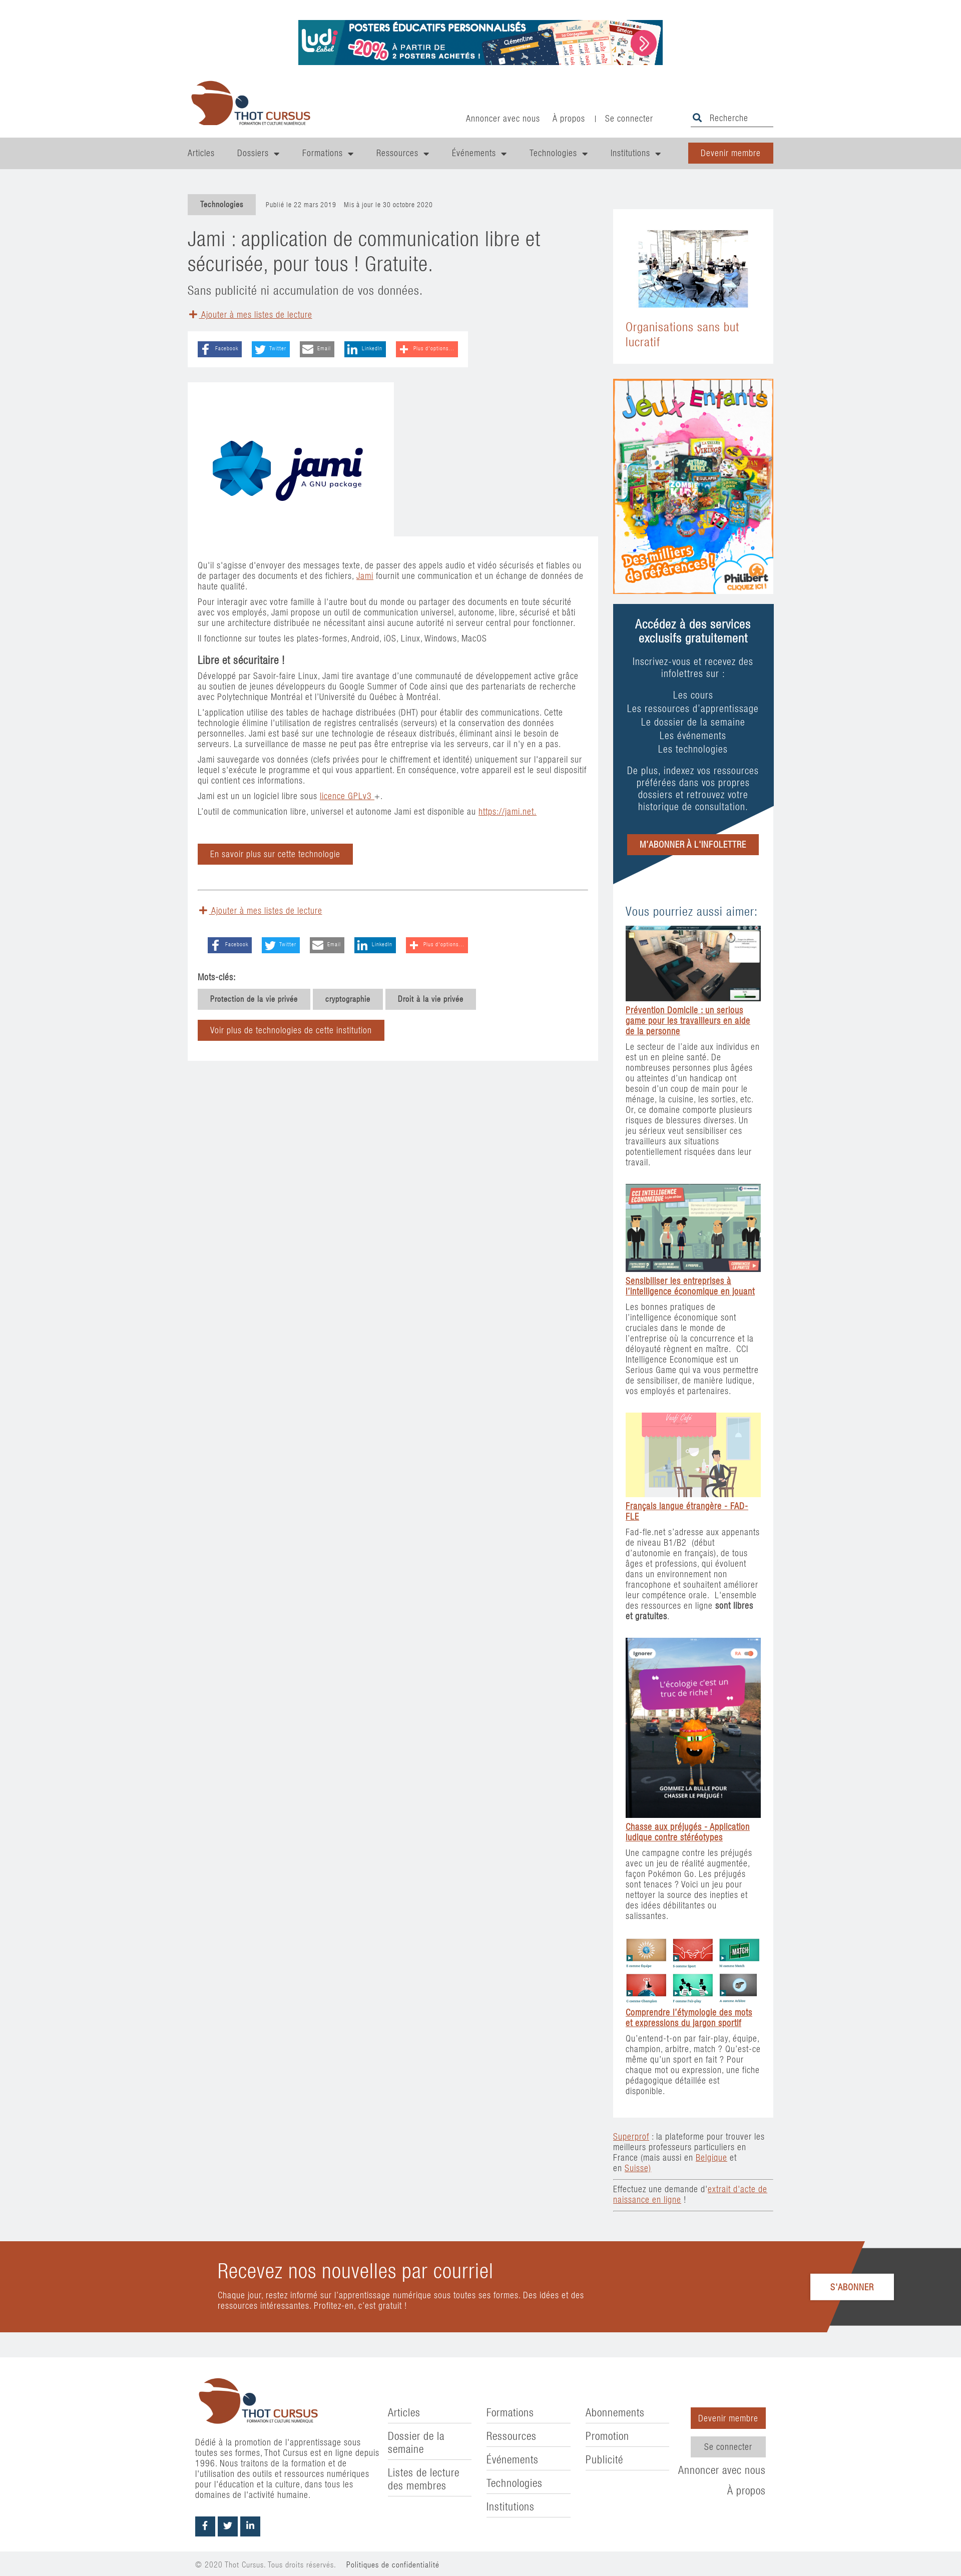 Ludi
Label
POSTERS ÉDUCATIFS PERSONNALISÉS
-20% À PARTIR DE
2 POSTERS ACHETÉS !
THOT CURSUS
FORMATION ET CULTURE NUMÉRIQUE
Annoncer avec nous
À propos
Se connecter
Recherche
Articles
Dossiers
Formations
Ressources
Événements
Technologies
Institutions
Devenir membre
Technologies
Publié le 22 mars 2019
Mis à jour le 30 octobre 2020
Jami : application de communication libre et
sécurisée, pour tous ! Gratuite.
Sans publicité ni accumulation de vos données.
Ajouter à mes listes de lecture
Facebook
Twitter
Email
LinkedIn
Plus d'options...
jami
A GNU package
Qu'il s'agisse d'envoyer des messages texte, de passer des appels audio et vidéo sécurisés et fiables ou
de partager des documents et des fichiers, Jami fournit une communication et un échange de données de
haute qualité.
Pour interagir avec votre famille à l'autre bout du monde ou partager des documents en toute sécurité
avec vos employés, Jami propose un outil de communication universel, autonome, libre, sécurisé et bâti
sur une architecture distribuée ne nécessitant ainsi aucune autorité ni serveur central pour fonctionner.
Il fonctionne sur toutes les plates-formes, Android, iOS, Linux, Windows, MacOS
Libre et sécuritaire !
Développé par Savoir-faire Linux, Jami tire avantage d'une communauté de développement active grâce
au soutien de jeunes développeurs du Google Summer of Code ainsi que des partenariats de recherche
avec Polytechnique Montréal et l'Université du Québec à Montréal.
L'application utilise des tables de hachage distribuées (DHT) pour établir des communications. Cette
technologie élimine l'utilisation de registres centralisés (serveurs) et la conservation des données
personnelles. Jami est basé sur une technologie de réseaux distribués, éliminant ainsi le besoin de
serveurs. La surveillance de masse ne peut pas être entreprise via les serveurs, car il n'y en a pas.
Jami sauvegarde vos données (clefs privées pour le chiffrement et identité) uniquement sur l'appareil sur
lequel s'exécute le programme et qui vous appartient. En conséquence, votre appareil est le seul dispositif
qui contient ces informations.
Jami est un un logiciel libre sous licence GPLv3 +.
L'outil de communication libre, universel et autonome Jami est disponible au https://jami.net.
En savoir plus sur cette technologie
Ajouter à mes listes de lecture
Facebook
Twitter
Email
LinkedIn
Plus d'options...
Mots-clés:
Protection de la vie privée
cryptographie
Droit à la vie privée
Voir plus de technologies de cette institution
Organisations sans but
lucratif
Jeux Enfants
Des milliers
de références !
PHILIBERT
CLIQUEZ ICI !
Accédez à des services
exclusifs gratuitement
Inscrivez-vous et recevez des
infolettres sur :
Les cours
Les ressources d'apprentissage
Le dossier de la semaine
Les événements
Les technologies
De plus, indexez vos ressources
préférées dans vos propres
dossiers et retrouvez votre
historique de consultation.
M'ABONNER À L'INFOLETTRE
Vous pourriez aussi aimer:
Prévention Domicile : un serious
game pour les travailleurs en aide
de la personne
Le secteur de l'aide aux individus en
est un en pleine santé. De
nombreuses personnes plus âgées
ou atteintes d'un handicap ont
besoin d'un coup de main pour le
ménage, la cuisine, les sorties, etc.
Or, ce domaine comporte plusieurs
risques de blessures diverses. Un
jeu sérieux veut sensibiliser ces
travailleurs aux situations
potentiellement risquées dans leur
travail.
CCI INTELLIGENCE
ECONOMIQUE
Sensibiliser les entreprises à
l'intelligence économique en jouant
Les bonnes pratiques de
l'intelligence économique sont
cruciales dans le monde de
l'entreprise où la concurrence et la
déloyauté règnent en maître.  CCI
Intelligence Economique est un
Serious Game qui va vous permettre
de sensibiliser, de manière ludique,
vos employés et partenaires.
Français langue étrangère - FAD-
FLE
Fad-fle.net s'adresse aux appenants
de niveau B1/B2  (début
d'autonomie en français), de tous
âges et professions, qui évoluent
dans un environnement non
francophone et souhaitent améliorer
leur compétence orale.  L'ensemble
des ressources en ligne sont libres
et gratuites.
Ignorer
RA
L'écologie c'est un
truc de riche !
GOMMEZ LA BULLE POUR
CHASSER LE PRÉJUGÉ !
Chasse aux préjugés - Application
ludique contre stéréotypes
Une campagne contre les préjugés
avec un jeu de réalité augmentée,
façon Pokémon Go. Les préjugés
sont tenaces ? Voici un jeu pour
nettoyer la source des inepties et
des idées débilitantes ou
salissantes.
MATCH
Comprendre l'étymologie des mots
et expressions du jargon sportif
Qu'entend-t-on par fair-play, équipe,
champion, arbitre, match ? Qu'est-ce
même qu'un sport en fait ? Pour
chaque mot ou expression, une fiche
pédagogique détaillée est
disponible.
Superprof : la plateforme pour trouver les
meilleurs professeurs particuliers en
France (mais aussi en Belgique et
en Suisse)
Effectuez une demande d'extrait d'acte de
naissance en ligne !
Recevez nos nouvelles par courriel
Chaque jour, restez informé sur l'apprentissage numérique sous toutes ses formes. Des idées et des
ressources intéressantes. Profitez-en, c'est gratuit !
S'ABONNER
THOT CURSUS
FORMATION ET CULTURE NUMÉRIQUE
Dédié à la promotion de l'apprentissage sous
toutes ses formes, Thot Cursus est en ligne depuis
1996. Nous traitons de la formation et de
l'utilisation des outils et ressources numériques
pour l'éducation et la culture, dans tous les
domaines de l'activité humaine.
Articles
Dossier de la
semaine
Listes de lecture
des membres
Formations
Ressources
Événements
Technologies
Institutions
Abonnements
Promotion
Publicité
Devenir membre
Se connecter
Annoncer avec nous
À propos
© 2020 Thot Cursus. Tous droits réservés.
Politiques de confidentialité